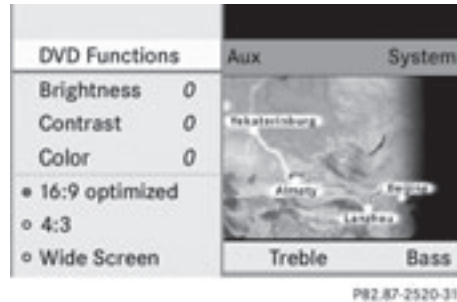 DVD Functions
Aux
System
Brightness 0
Contrast 0
Color 0
16:9 optimized
4:3
Wide Screen
Yekaterinburg
Almaty
Beijing
Lanzhou
Treble
Bass
P82.87-2520-31